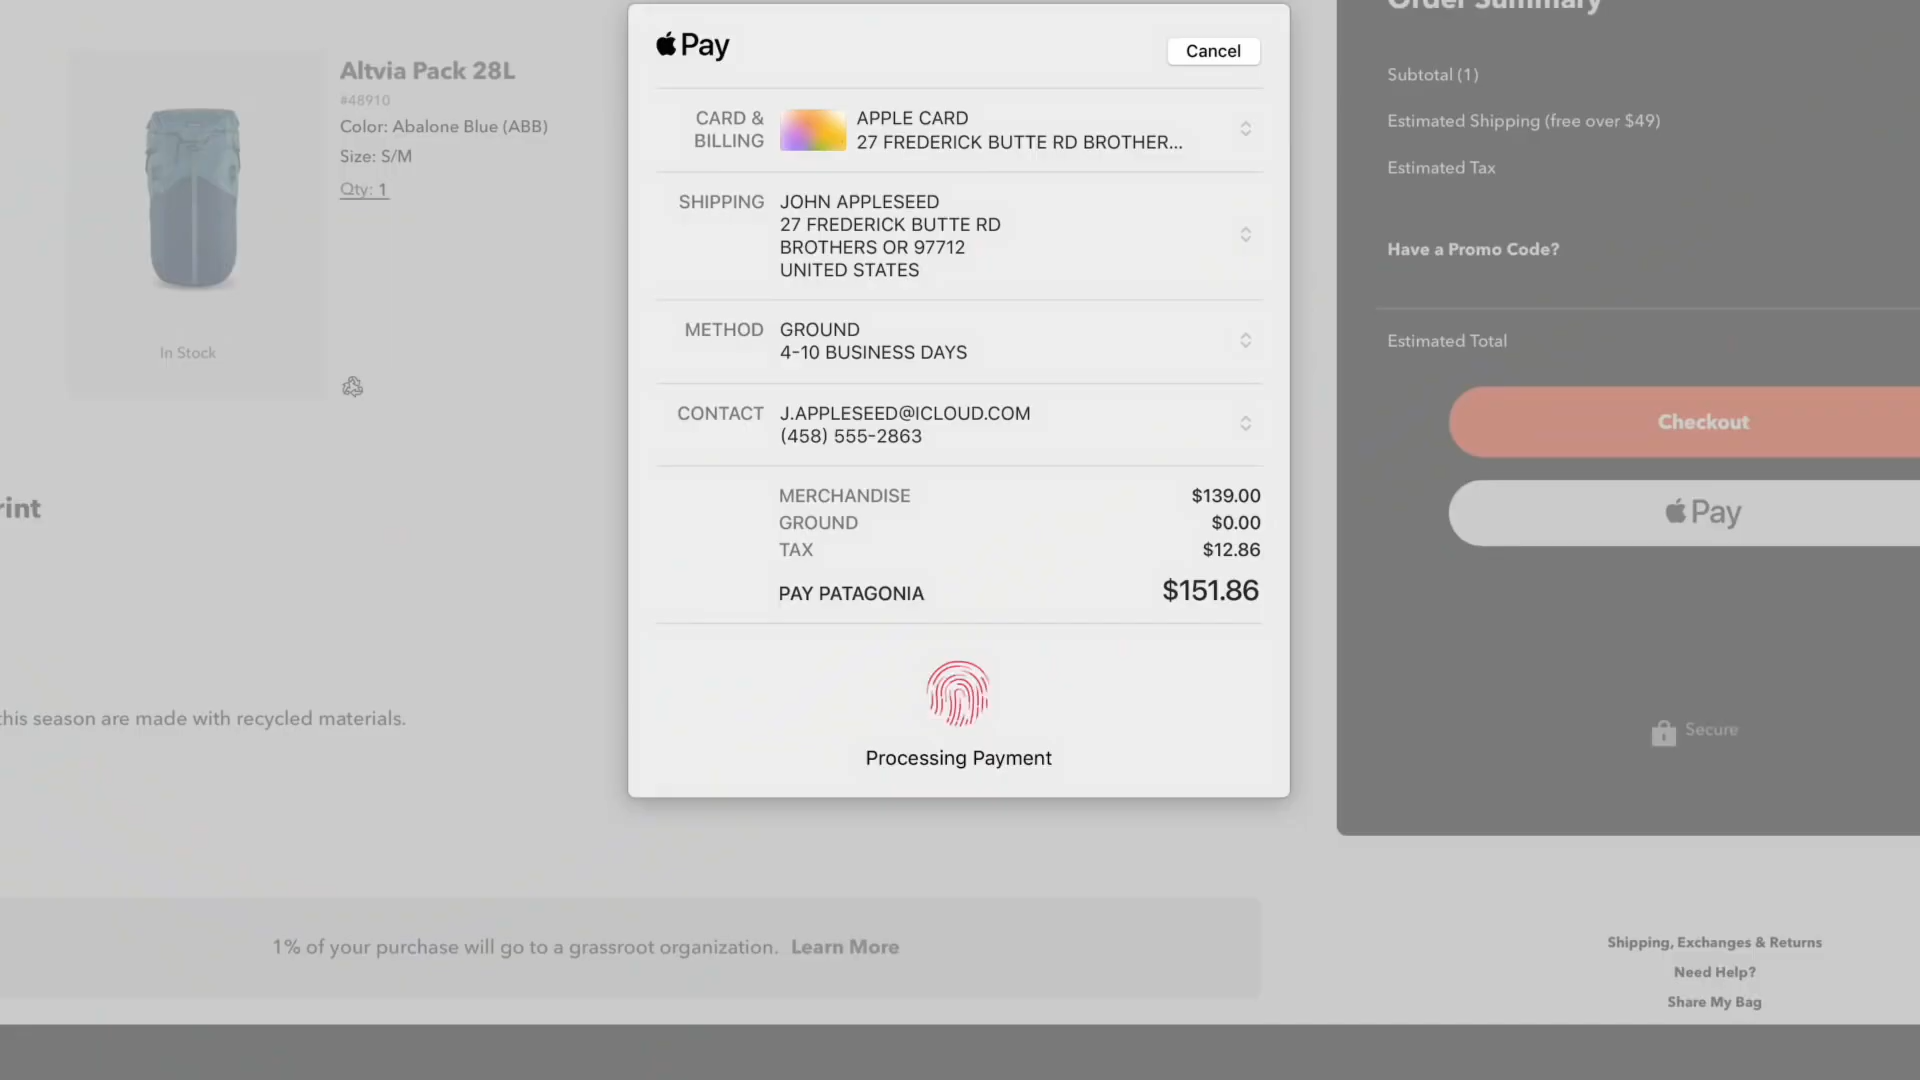 Order Summary
Altvia Pack 28L
#48910
Color: Abalone Blue (ABB)
Size: S/M
Qty: 1
In Stock
Pay
Cancel
CARD & BILLING
APPLE CARD
27 FREDERICK BUTTE RD BROTHER...
SHIPPING
JOHN APPLESEED
27 FREDERICK BUTTE RD
BROTHERS OR 97712
UNITED STATES
METHOD
GROUND
4-10 BUSINESS DAYS
CONTACT
J.APPLESEED@ICLOUD.COM
(458) 555-2863
MERCHANDISE $139.00
GROUND $0.00
TAX $12.86
PAY PATAGONIA $151.86
Processing Payment
Subtotal (1)
Estimated Shipping (free over $49)
Estimated Tax
Have a Promo Code?
Estimated Total
Checkout
Pay
Secure
rint
this season are made with recycled materials.
1% of your purchase will go to a grassroot organization. Learn More
Shipping, Exchanges & Returns
Need Help?
Share My Bag